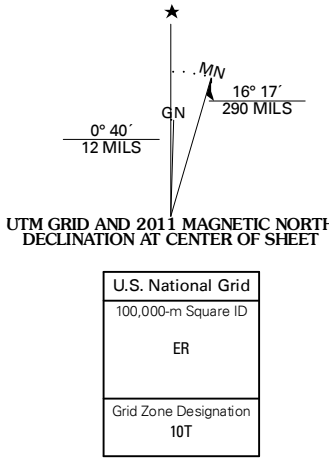 MN
16° 17´
290 MILS
GN
0° 40´
12 MILS
UTM GRID AND 2011 MAGNETIC NORTH
DECLINATION AT CENTER OF SHEET
U.S. National Grid
100,000-m Square ID
ER
Grid Zone Designation
10T